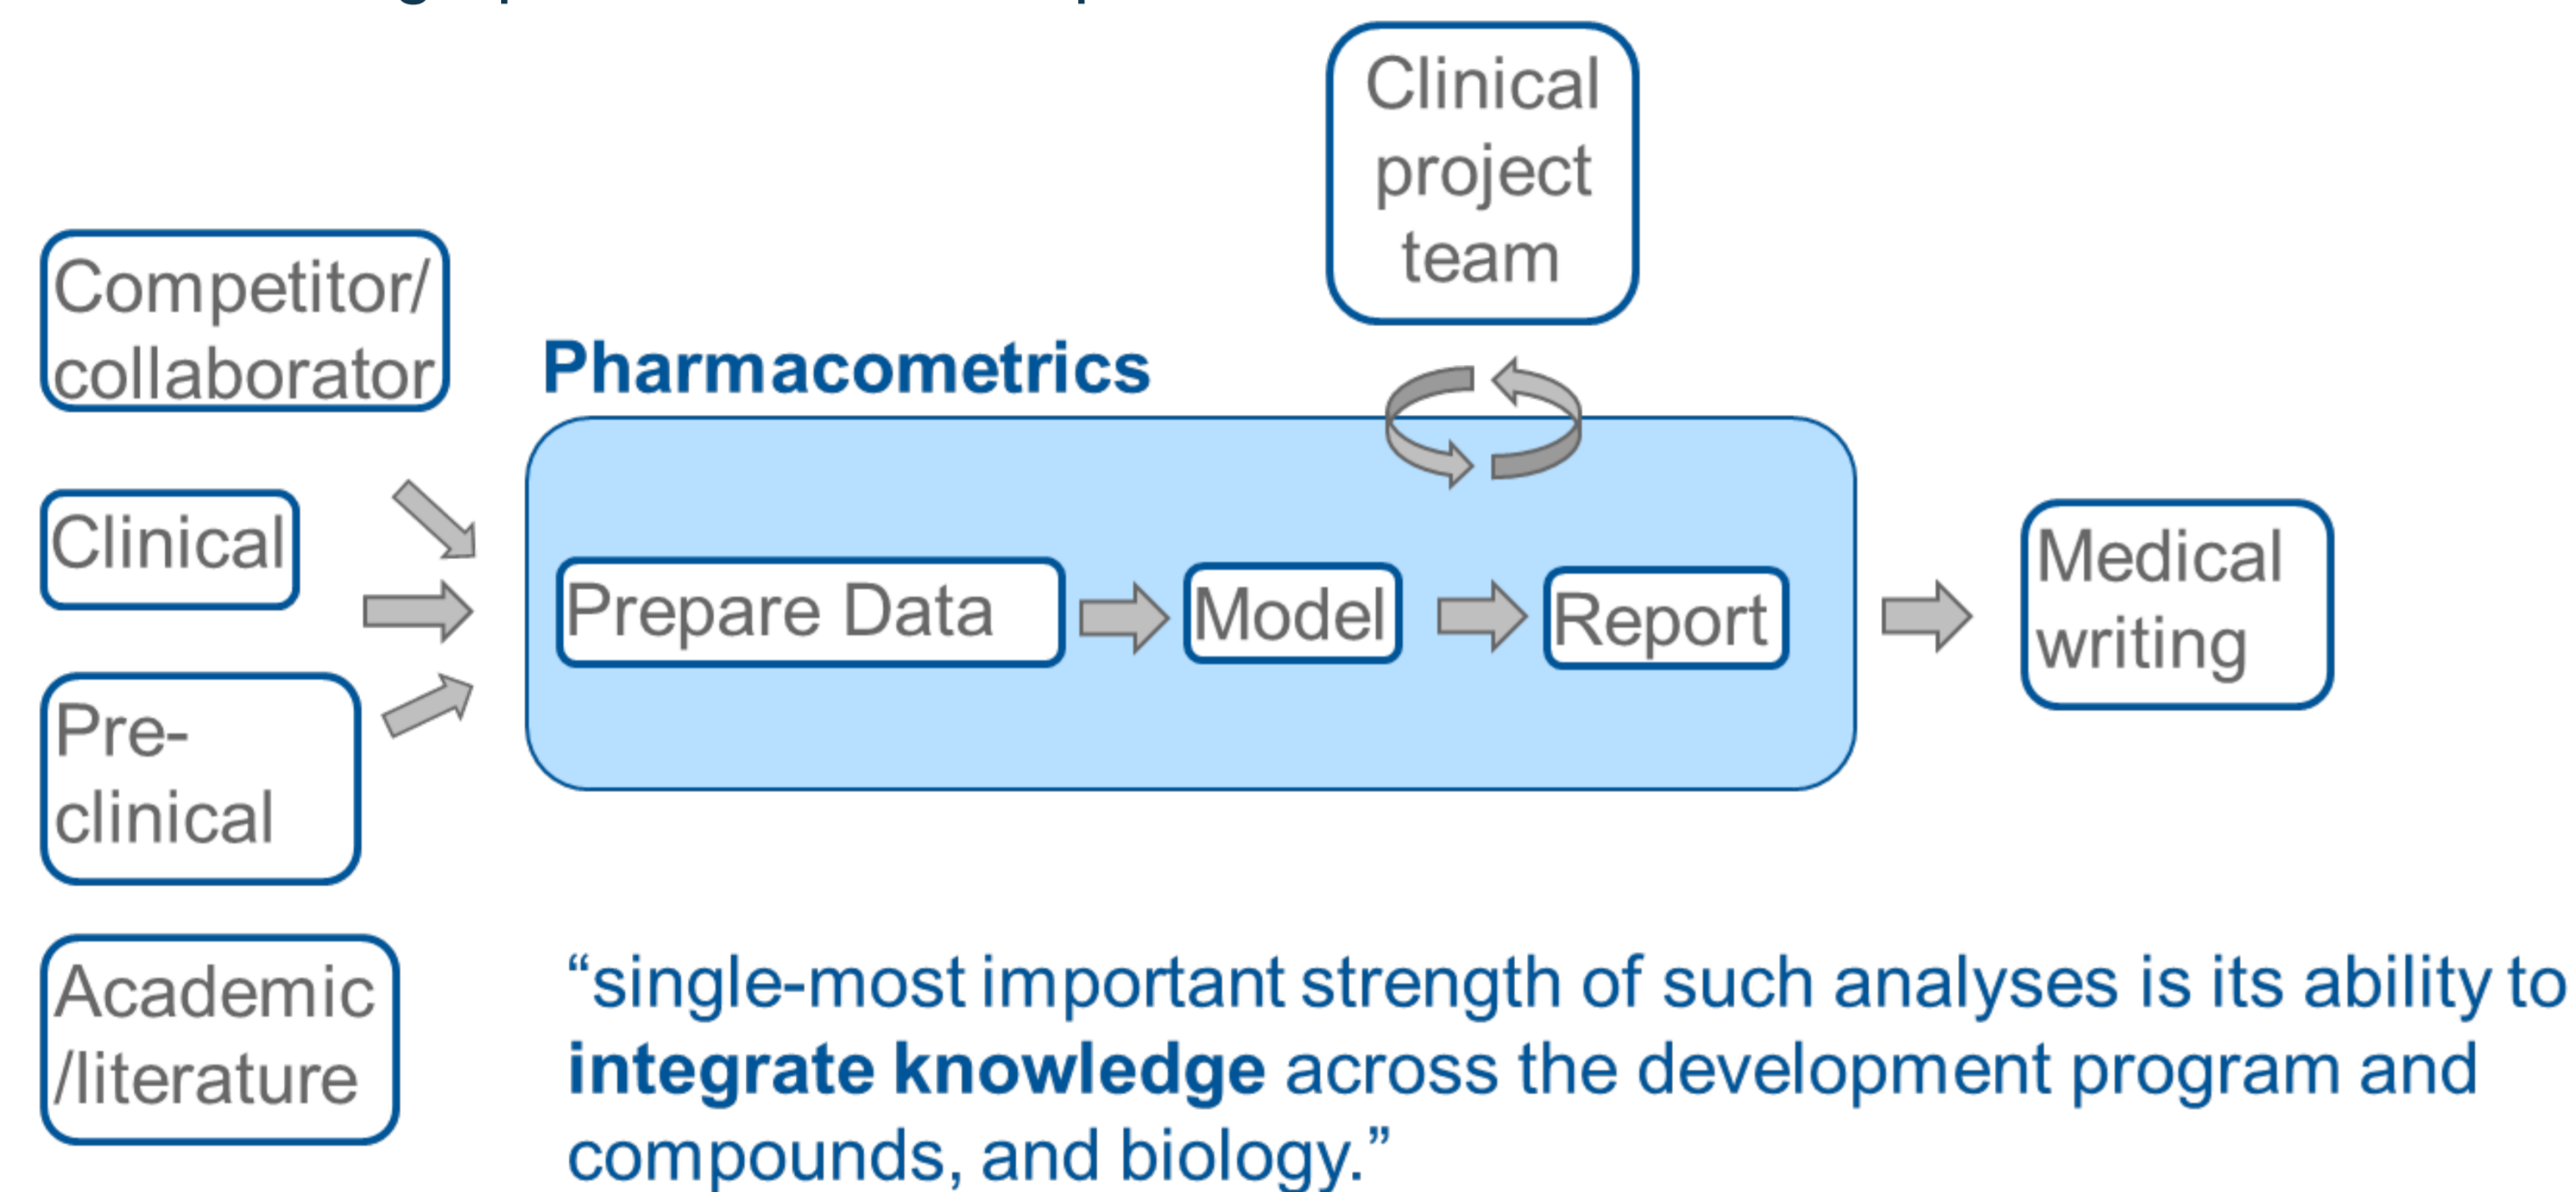 Clinical
project
team
Competitor/
collaborator
Pharmacometrics
Clinical
Prepare Data
Model
Report
Medical
writing
Pre-
clinical
Academic
/literature
“single-most important strength of such analyses is its ability to
integrate knowledge across the development program and
compounds, and biology.”